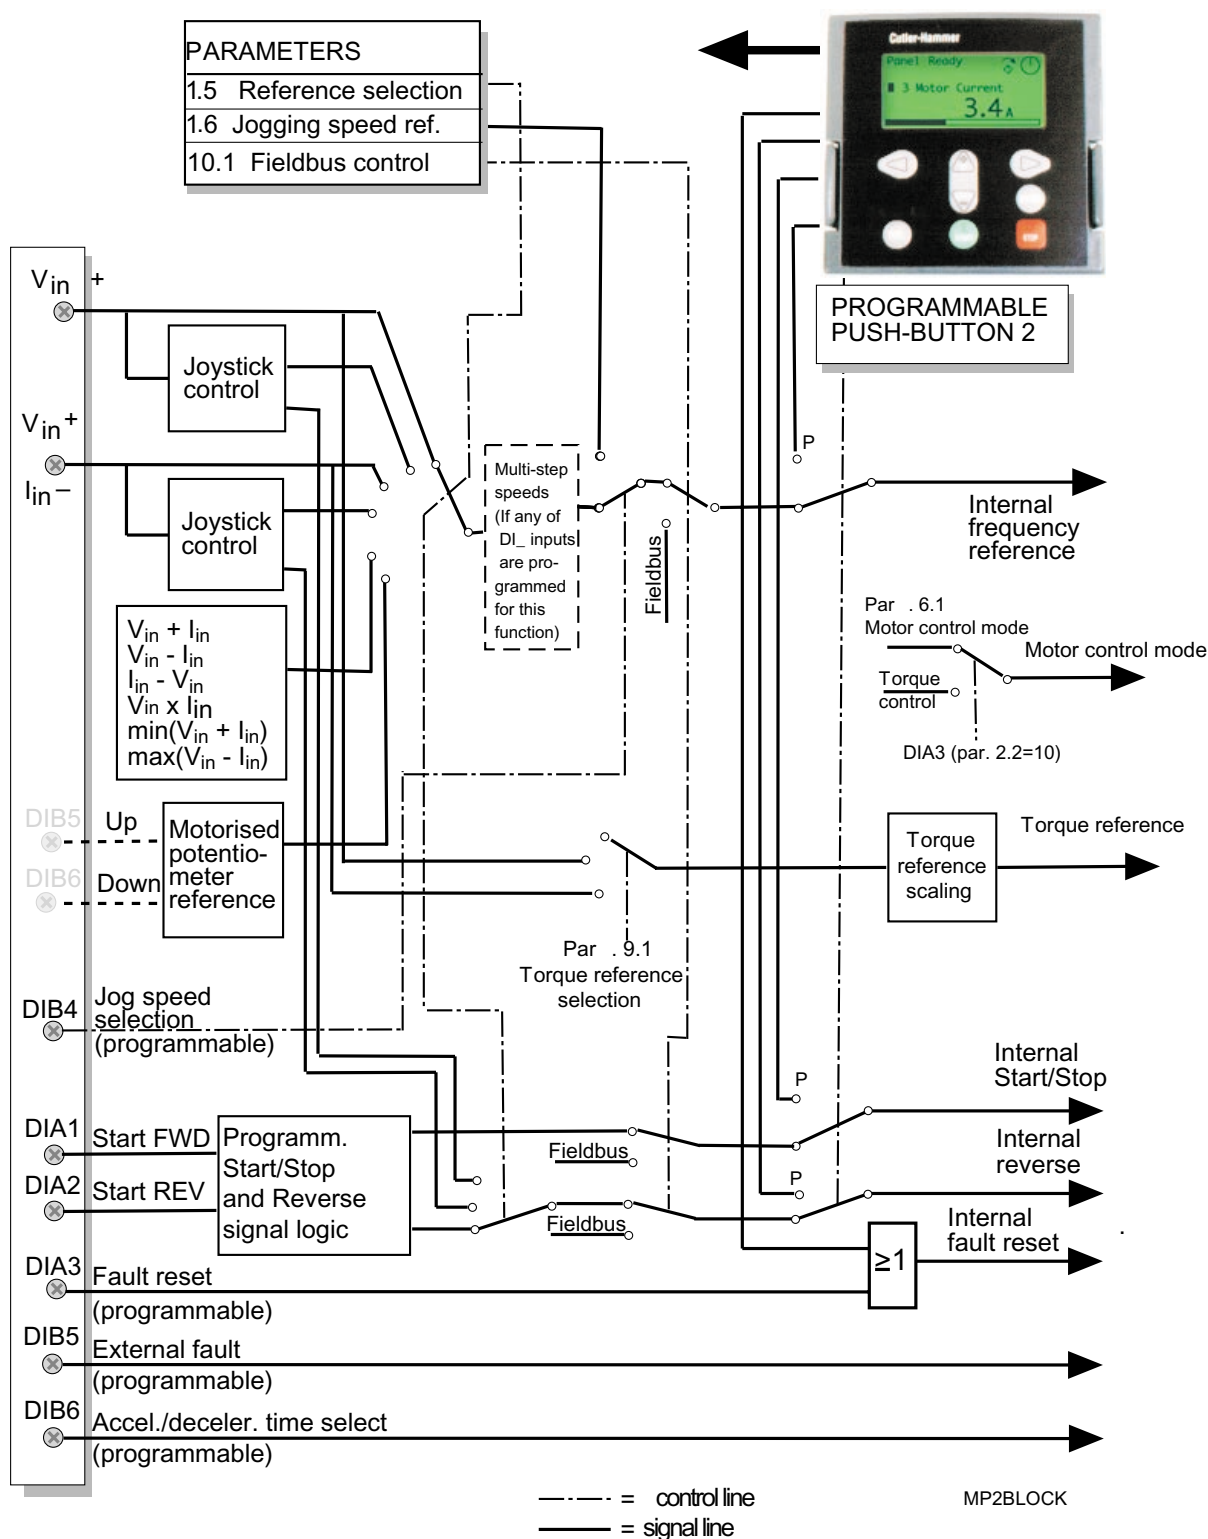 PARAMETERS
1.5 Reference selection
1.6 Jogging speed ref.
10.1 Fieldbus control
Cutler-Hammer
Panel Ready
3 Motor Current
3.4 A
STOP
PROGRAMMABLE
PUSH-BUTTON 2
Vin +
Joystick
control
Vin+
Iin−
Joystick
control
Vin + Iin
Vin - Iin
Iin - Vin
Vin x Iin
min(Vin + Iin)
max(Vin - Iin)
Multi-step
speeds
(If any of
DI_ inputs
are pro-
grammed
for this
function)
Fieldbus
P
Internal
frequency
reference
Par . 6.1
Motor control mode
Motor control mode
Torque
control
DIA3 (par. 2.2=10)
DIB5
Up
DIB6
Down
Motorised
potentio-
meter
reference
Torque
reference
scaling
Torque reference
Par . 9.1
Torque reference
selection
DIB4
Jog speed
selection
(programmable)
P
Internal
Start/Stop
DIA1
Start FWD
DIA2
Start REV
Programm.
Start/Stop
and Reverse
signal logic
Fieldbus
Fieldbus
P
Internal
reverse
Internal
fault reset
.
≥1
DIA3
Fault reset
(programmable)
DIB5
External fault
(programmable)
DIB6
Accel./deceler. time select
(programmable)
= control line
= signal line
MP2BLOCK